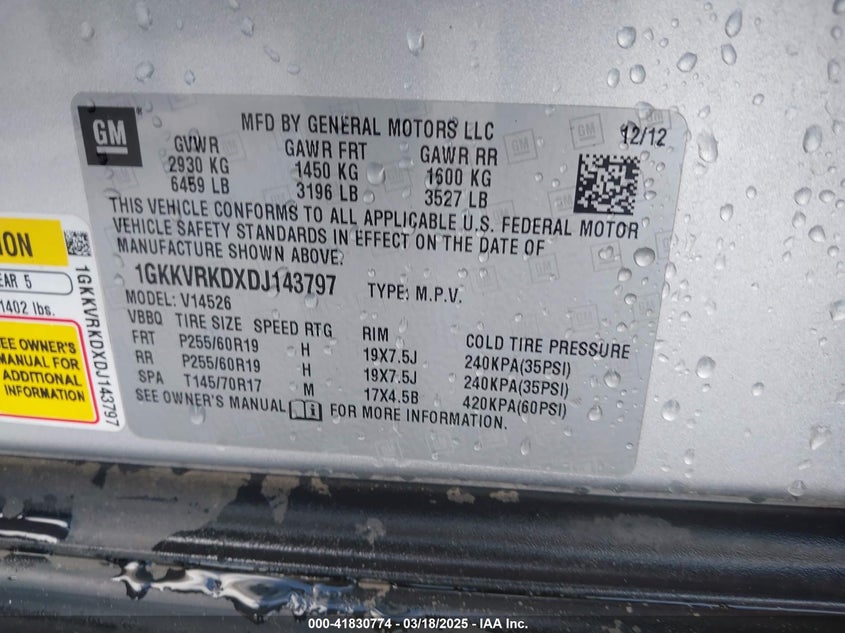 GM
MFD BY GENERAL MOTORS LLC
12/12
GVWR GAWR FRT GAWR RR
2930 KG 1450 KG 1600 KG
6459 LB 3196 LB 3527 LB
THIS VEHICLE CONFORMS TO ALL APPLICABLE U.S. FEDERAL MOTOR
VEHICLE SAFETY STANDARDS IN EFFECT ON THE DATE OF
MANUFACTURE SHOWN ABOVE.
1GKKVRKDXDJ143797 TYPE: M.P.V.
MODEL: V14526
VBBQ TIRE SIZE SPEED RTG RIM COLD TIRE PRESSURE
FRT P255/60R19 H 19X7.5J 240KPA(35PSI)
RR P255/60R19 H 19X7.5J 240KPA(35PSI)
SPA T145/70R17 M 17X4.5B 420KPA(60PSI)
SEE OWNER'S MANUAL i FOR MORE INFORMATION.
ION
EAR 5
1402 lbs.
EE OWNER'S
MANUAL FOR
ADDITIONAL
INFORMATION
1GKKVRKDXDJ143797
000-41830774 - 03/18/2025 - IAA Inc.